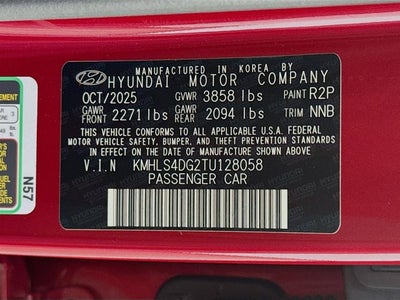 MANUFACTURED IN KOREA BY
HYUNDAI MOTOR COMPANY
OCT/2025 GVWR 3858 lbs PAINT R2P
GAWR FRONT 2271 lbs GAWR REAR 2094 lbs TRIM NNB
THIS VEHICLE CONFORMS TO ALL APPLICABLE U.S.A. FEDERAL
MOTOR VEHICLE SAFETY, BUMPER, AND THEFT PREVENTION STANDARDS
IN EFFECT ON THE DATE OF MANUFACTURE SHOWN ABOVE.
V.I.N KMHLS4DG2TU128058
PASSENGER CAR
N57